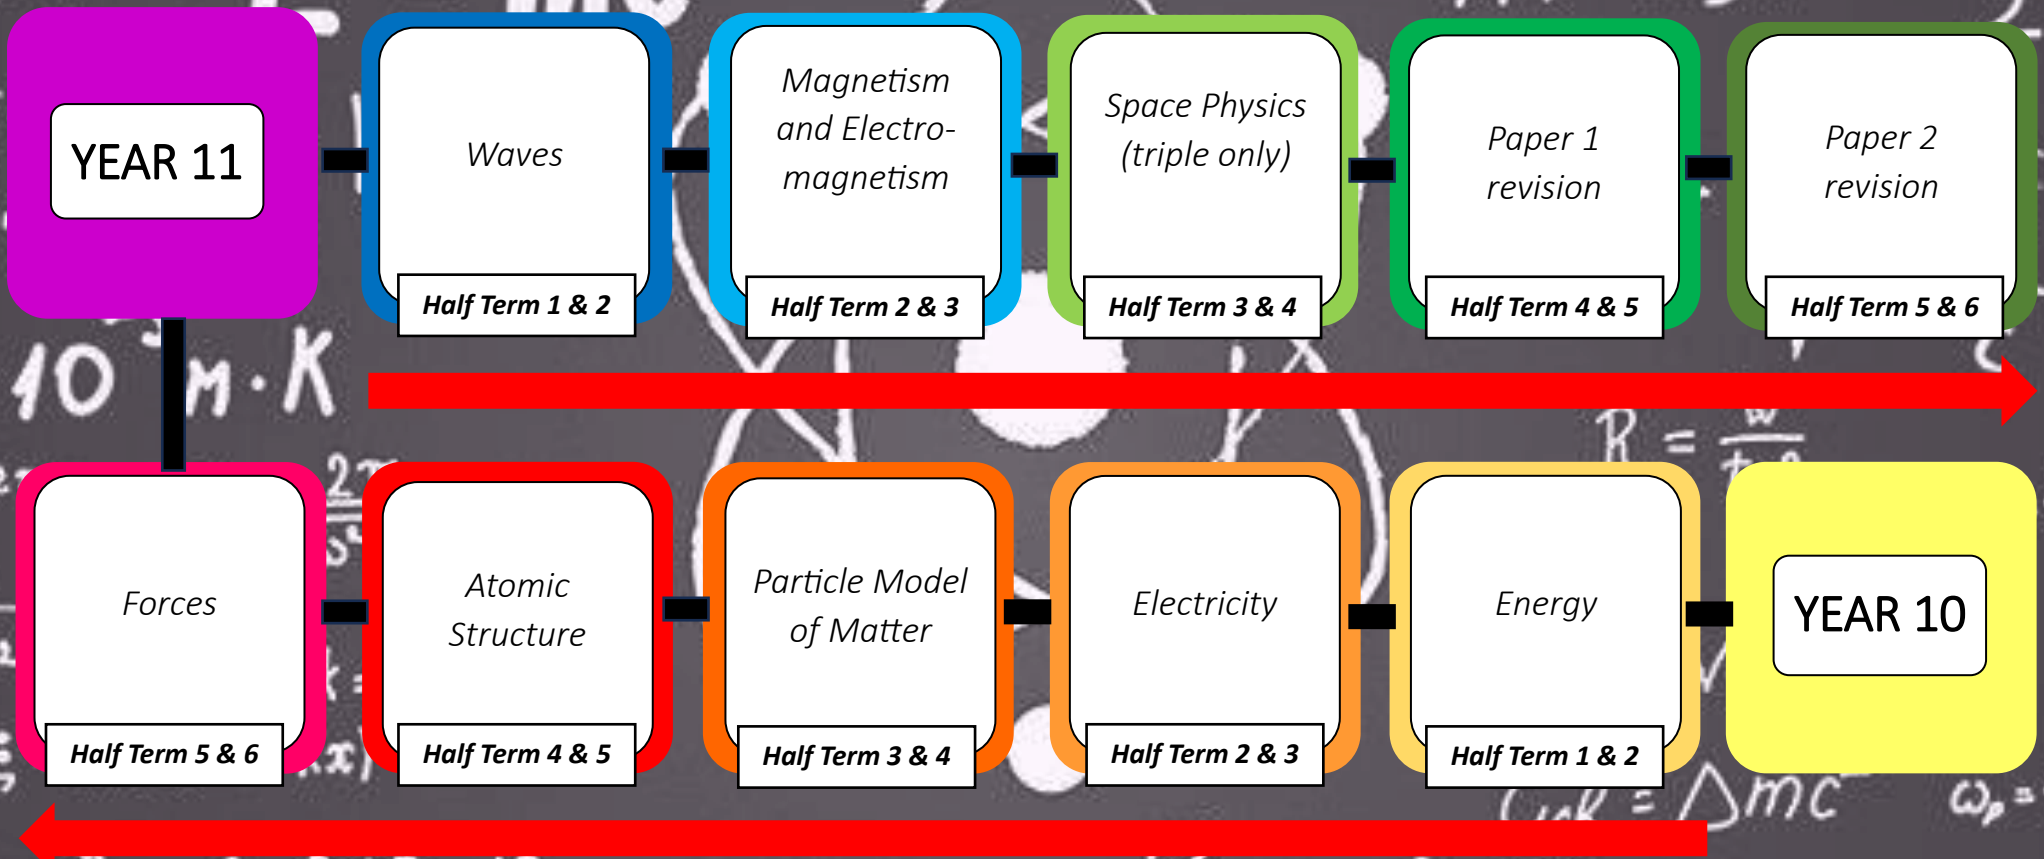 YEAR 11
Waves
Half Term 1 & 2
Magnetism
and Electro-
magnetism
Half Term 2 & 3
Space Physics
(triple only)
Half Term 3 & 4
Paper 1
revision
Half Term 4 & 5
Paper 2
revision
Half Term 5 & 6
10 m · K
R =
Forces
Half Term 5 & 6
Atomic
Structure
Half Term 4 & 5
Particle Model
of Matter
Half Term 3 & 4
Electricity
Half Term 2 & 3
Energy
Half Term 1 & 2
YEAR 10
= Δmc